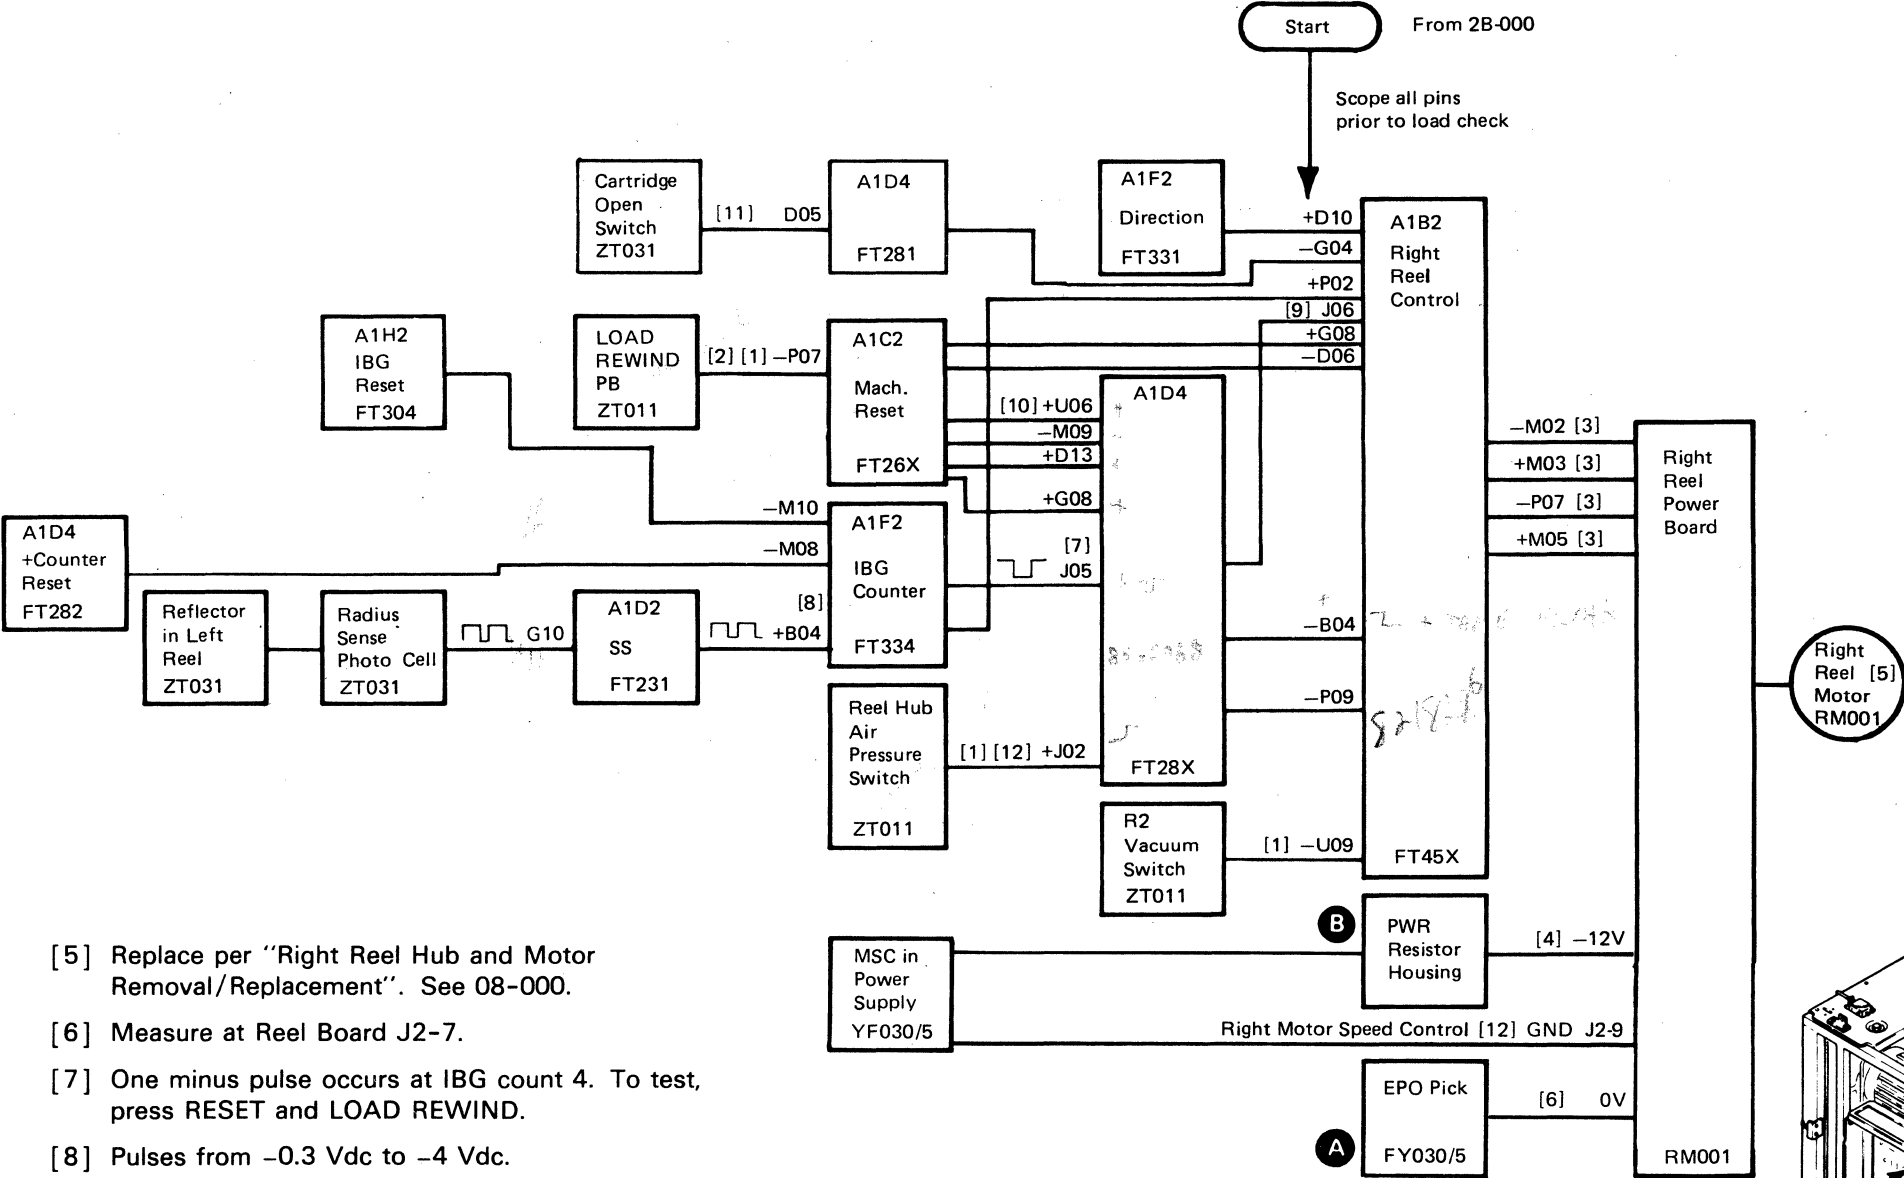 Start
From 2B-000
Scope all pins
prior to load check
Cartridge
Open
Switch
ZT031
[11] D05
A1D4
FT281
A1F2
Direction
FT331
+D10
–G04
+P02
[9] J06
+G08
–D06
A1B2
Right
Reel
Control
FT45X
A1H2
IBG
Reset
FT304
LOAD
REWIND
PB
ZT011
[2] [1] –P07
A1C2
Mach.
Reset
FT26X
[10] +U06
–M09
+D13
+G08
A1D4
FT28X
–M02 [3]
+M03 [3]
–P07 [3]
+M05 [3]
Right
Reel
Power
Board
RM001
A1D4
+Counter
Reset
FT282
–M10
–M08
A1F2
IBG
Counter
FT334
[7]
J05
Reflector
in Left
Reel
ZT031
Radius
Sense
Photo Cell
ZT031
G10
A1D2
SS
FT231
[8]
+B04
–B04
–P09
Right
Reel [5]
Motor
RM001
Reel Hub
Air
Pressure
Switch
ZT011
[1] [12] +J02
R2
Vacuum
Switch
ZT011
[1] –U09
B
PWR
Resistor
Housing
[4] –12V
MSC in
Power
Supply
YF030/5
Right Motor Speed Control [12] GND J2-9
A
EPO Pick
FY030/5
[6] 0V
[5] Replace per "Right Reel Hub and Motor
Removal/Replacement". See 08-000.
[6] Measure at Reel Board J2-7.
[7] One minus pulse occurs at IBG count 4. To test,
press RESET and LOAD REWIND.
[8] Pulses from –0.3 Vdc to –4 Vdc.